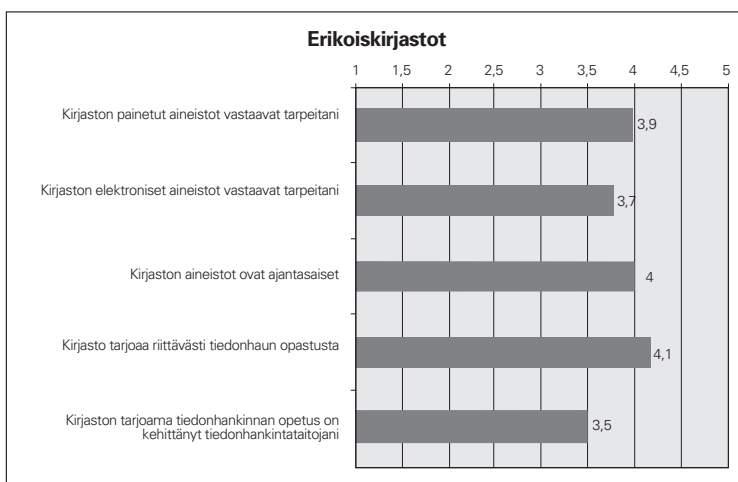 Erikoiskirjastot
1 1,5 2 2,5 3 3,5 4 4,5 5
Kirjaston painetut aineistot vastaavat tarpeitani
3,9
Kirjaston elektroniset aineistot vastaavat tarpeitani
3,7
Kirjaston aineistot ovat ajantasaiset
4
Kirjasto tarjoaa riittävästi tiedonhaun opastusta
4,1
Kirjaston tarjoama tiedonhankinnan opetus on
kehittänyt tiedonhankintataitojani
3,5